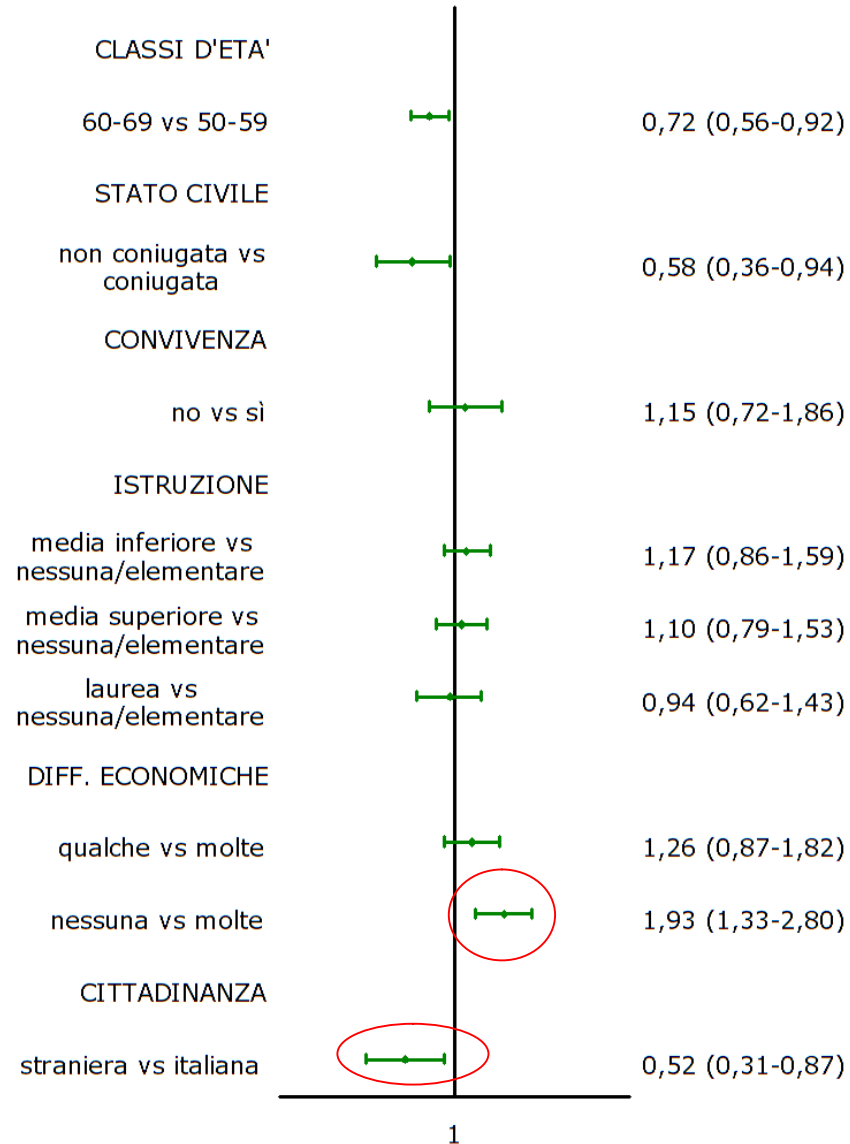 CLASSI D'ETA'
60-69 vs 50-59 0,72 (0,56-0,92)
STATO CIVILE
non coniugata vs
coniugata 0,58 (0,36-0,94)
CONVIVENZA
no vs sì 1,15 (0,72-1,86)
ISTRUZIONE
media inferiore vs
nessuna/elementare 1,17 (0,86-1,59)
media superiore vs
nessuna/elementare 1,10 (0,79-1,53)
laurea vs
nessuna/elementare 0,94 (0,62-1,43)
DIFF. ECONOMICHE
qualche vs molte 1,26 (0,87-1,82)
nessuna vs molte 1,93 (1,33-2,80)
CITTADINANZA
straniera vs italiana 0,52 (0,31-0,87)
1